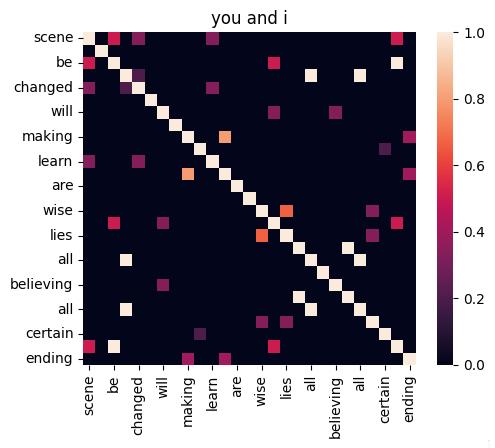 you and i
scene
be
changed
will
making
learn
are
wise
lies
all
believing
all
certain
ending
1.0
0.8
0.6
0.4
0.2
0.0
scene
be
changed
will
making
learn
are
wise
lies
all
believing
all
certain
ending